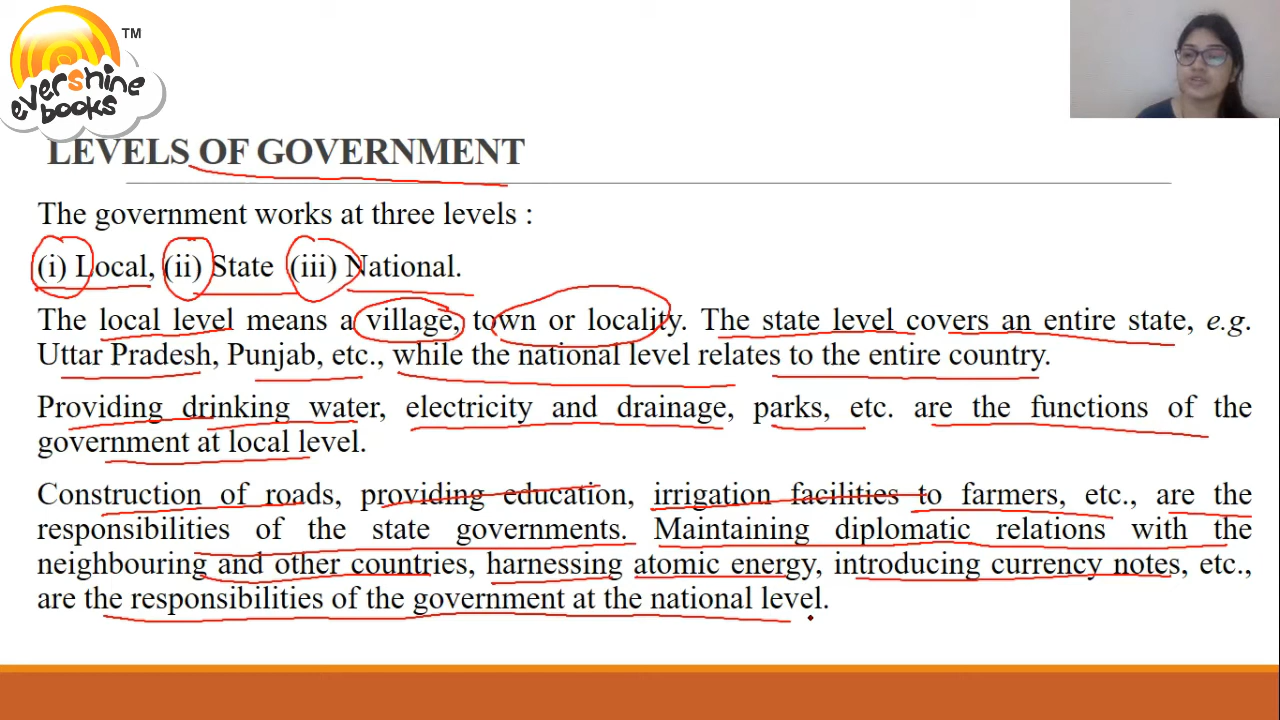 TM
evershine
books
LEVELS OF GOVERNMENT
The government works at three levels :
(i) Local, (ii) State (iii) National.
The local level means a village, town or locality. The state level covers an entire state, e.g.
Uttar Pradesh, Punjab, etc., while the national level relates to the entire country.
Providing drinking water, electricity and drainage, parks, etc. are the functions of the
government at local level.
Construction of roads, providing education, irrigation facilities to farmers, etc., are the
responsibilities of the state governments. Maintaining diplomatic relations with the
neighbouring and other countries, harnessing atomic energy, introducing currency notes, etc.,
are the responsibilities of the government at the national level.